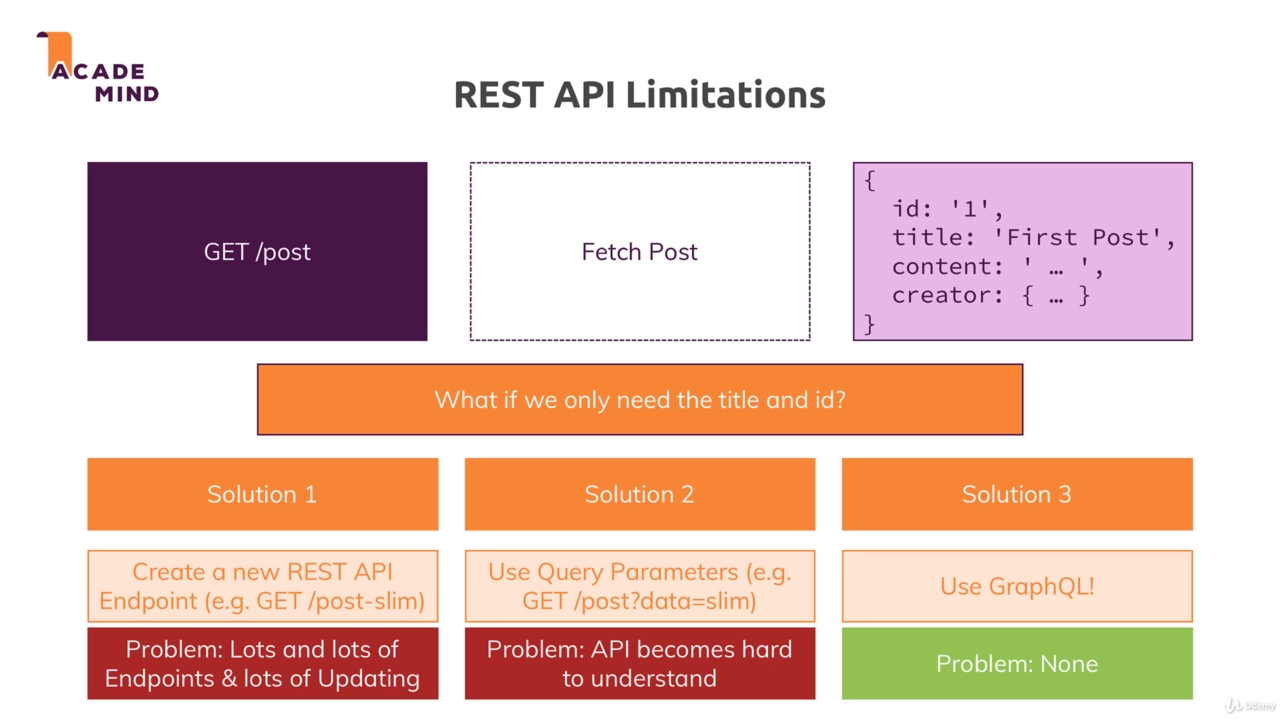 ACADE
MIND
REST API Limitations
GET /post
Fetch Post
{
id: '1',
title: 'First Post',
content: ' … ',
creator: { … }
}
What if we only need the title and id?
Solution 1
Solution 2
Solution 3
Create a new REST API
Endpoint (e.g. GET /post-slim)
Use Query Parameters (e.g.
GET /post?data=slim)
Use GraphQL!
Problem: Lots and lots of
Endpoints & lots of Updating
Problem: API becomes hard
to understand
Problem: None
Udemy